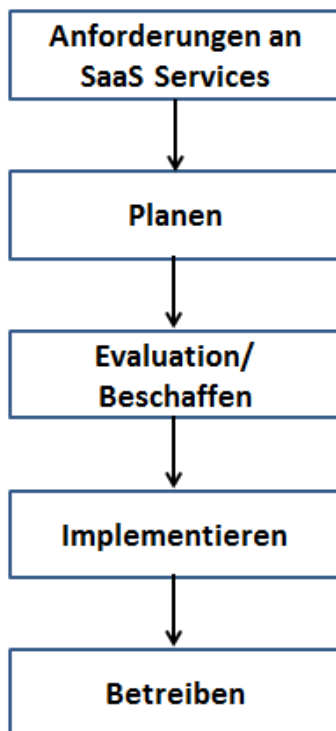 Anforderungen an
SaaS Services
Planen
Evaluation/
Beschaffen
Implementieren
Betreiben